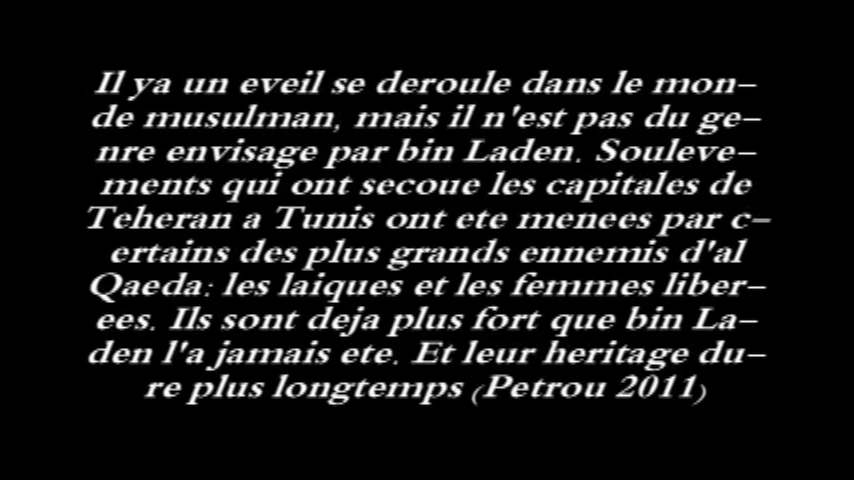 Il ya un eveil se deroule dans le mon-
de musulman, mais il n'est pas du ge-
nre envisage par bin Laden. Souleve-
ments qui ont secoue les capitales de
Teheran a Tunis ont ete menees par c-
ertains des plus grands ennemis d'al
Qaeda: les laiques et les femmes liber-
ees. Ils sont deja plus fort que bin La-
den l'a jamais ete. Et leur heritage du-
re plus longtemps (Petrou 2011)